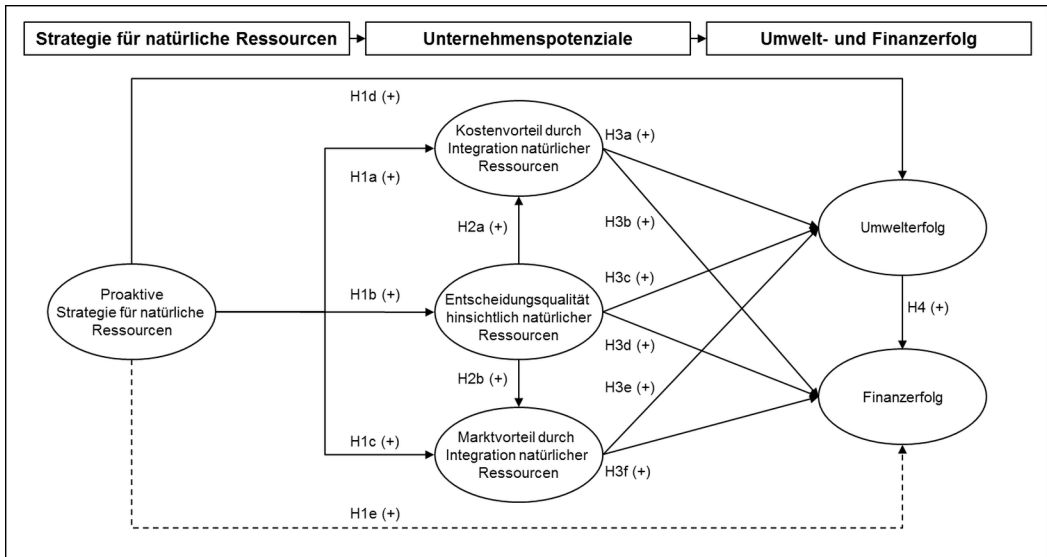 Strategie für natürliche Ressourcen
Unternehmenspotenziale
Umwelt- und Finanzerfolg
H1d (+)
Kostenvorteil durch
Integration natürlicher
Ressourcen
H3a (+)
H1a (+)
H3b (+)
H2a (+)
Umwelterfolg
H3c (+)
Proaktive
Strategie für natürliche
Ressourcen
H1b (+)
Entscheidungsqualität
hinsichtlich natürlicher
Ressourcen
H4 (+)
H3d (+)
H2b (+)
H3e (+)
Finanzerfolg
H1c (+)
Marktvorteil durch
Integration natürlicher
Ressourcen
H3f (+)
H1e (+)